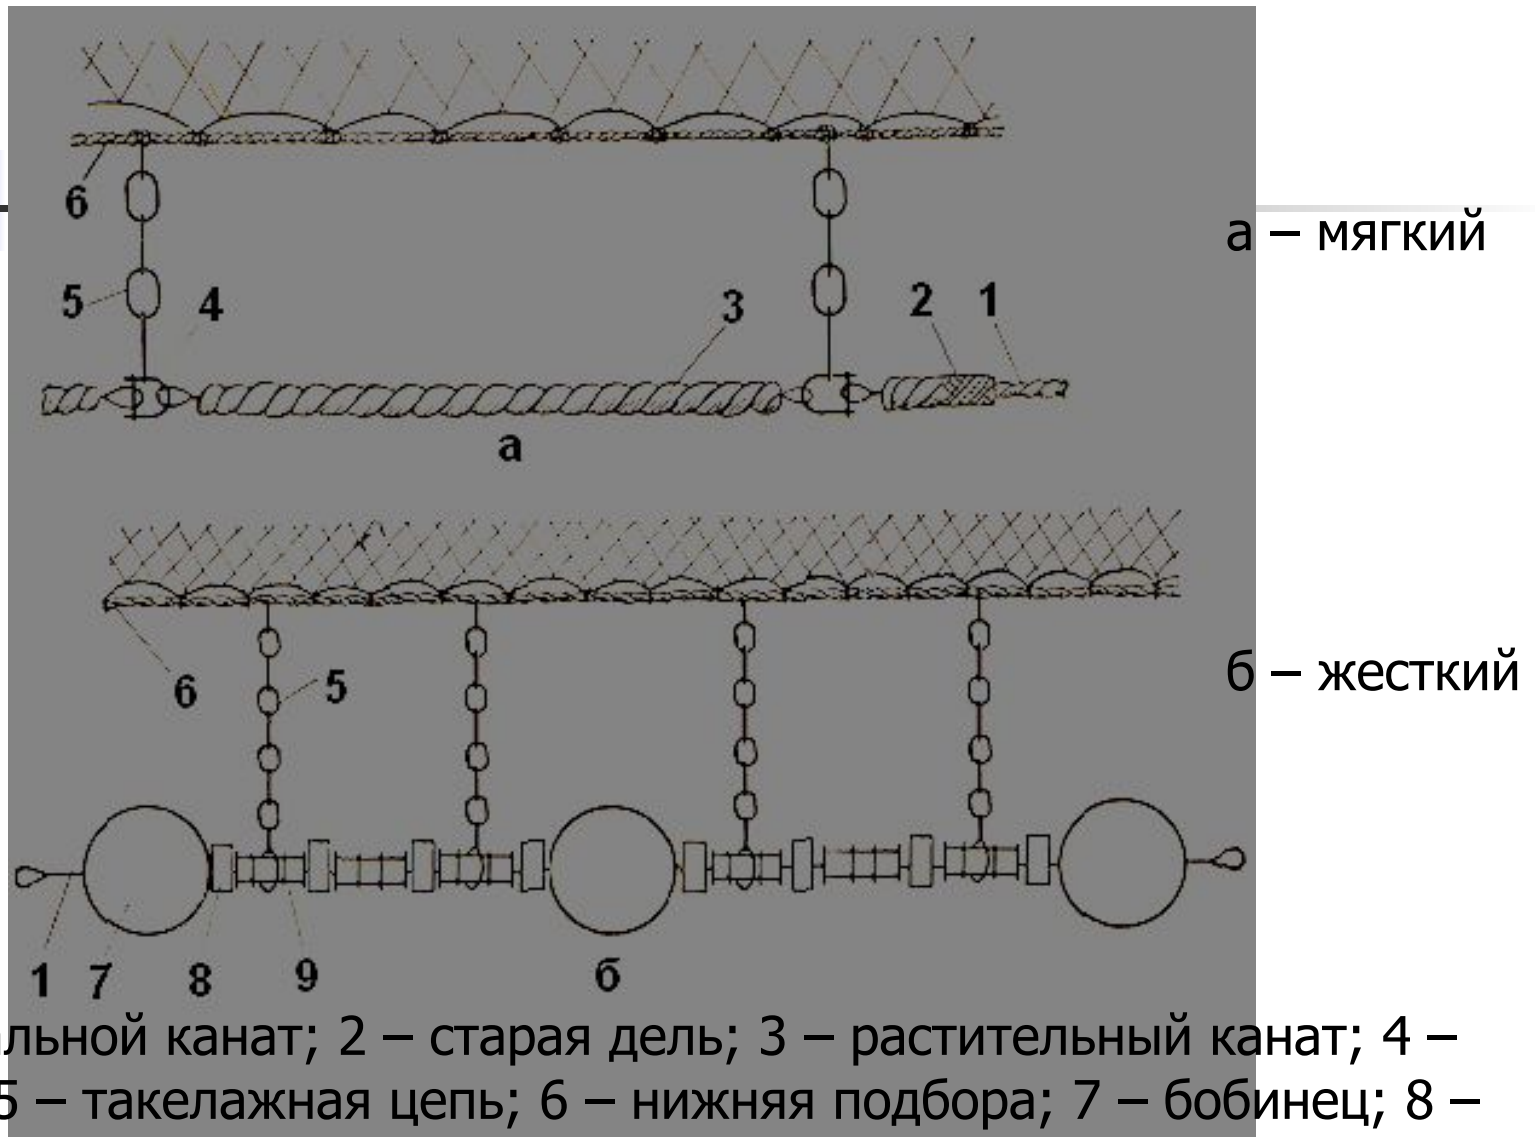 6
а – мягкий
5 4 3 2 1
а
6 5
б – жесткий
1 7 8 9 б
канат; 2 – старая дель; 3 – растительный канат; 4 –
5 – такелажная цепь; 6 – нижняя подбора; 7 – бобинец; 8 –